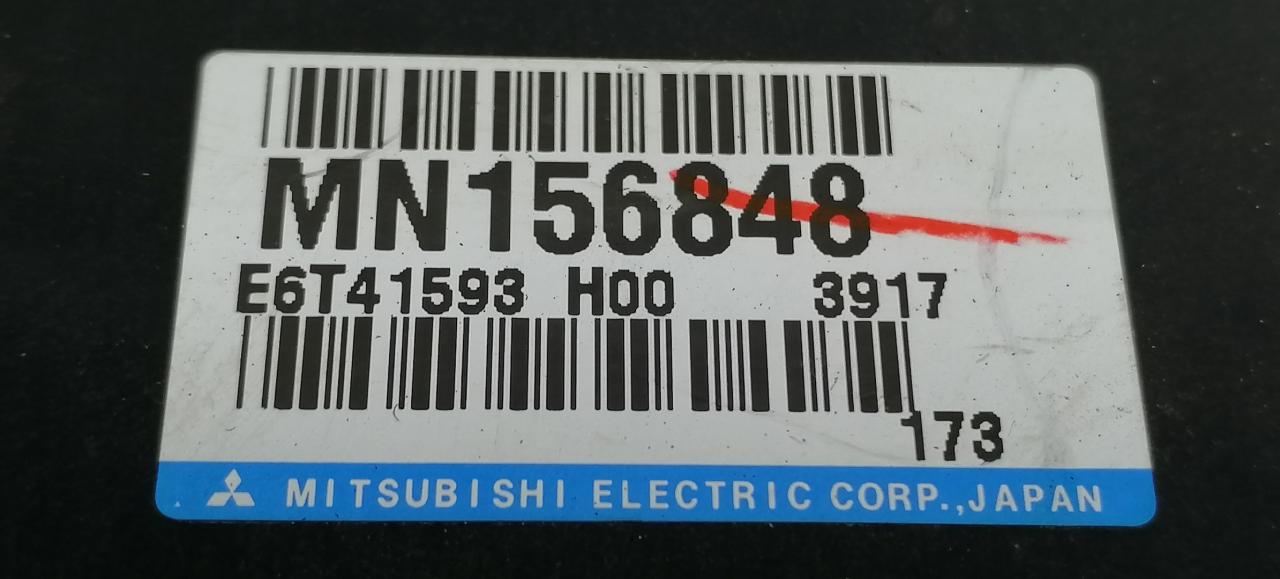 MN156848
E6T41593 H00 3917
173
MITSUBISHI ELECTRIC CORP.,JAPAN